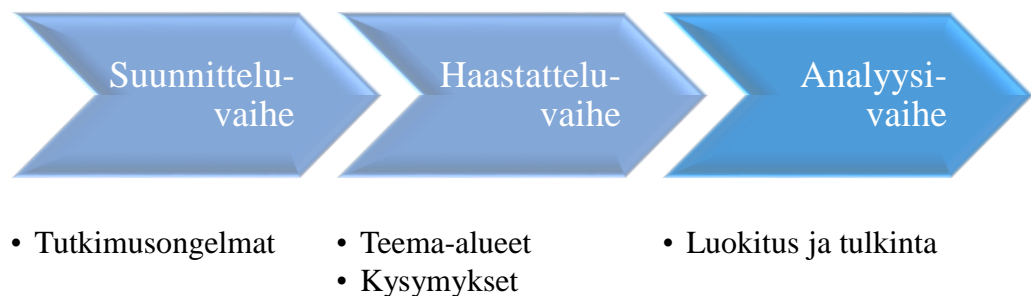 Suunnittelu-
vaihe
Haastattelu-
vaihe
Analyysi-
vaihe
• Tutkimusongelmat
• Teema-alueet
• Kysymykset
• Luokitus ja tulkinta